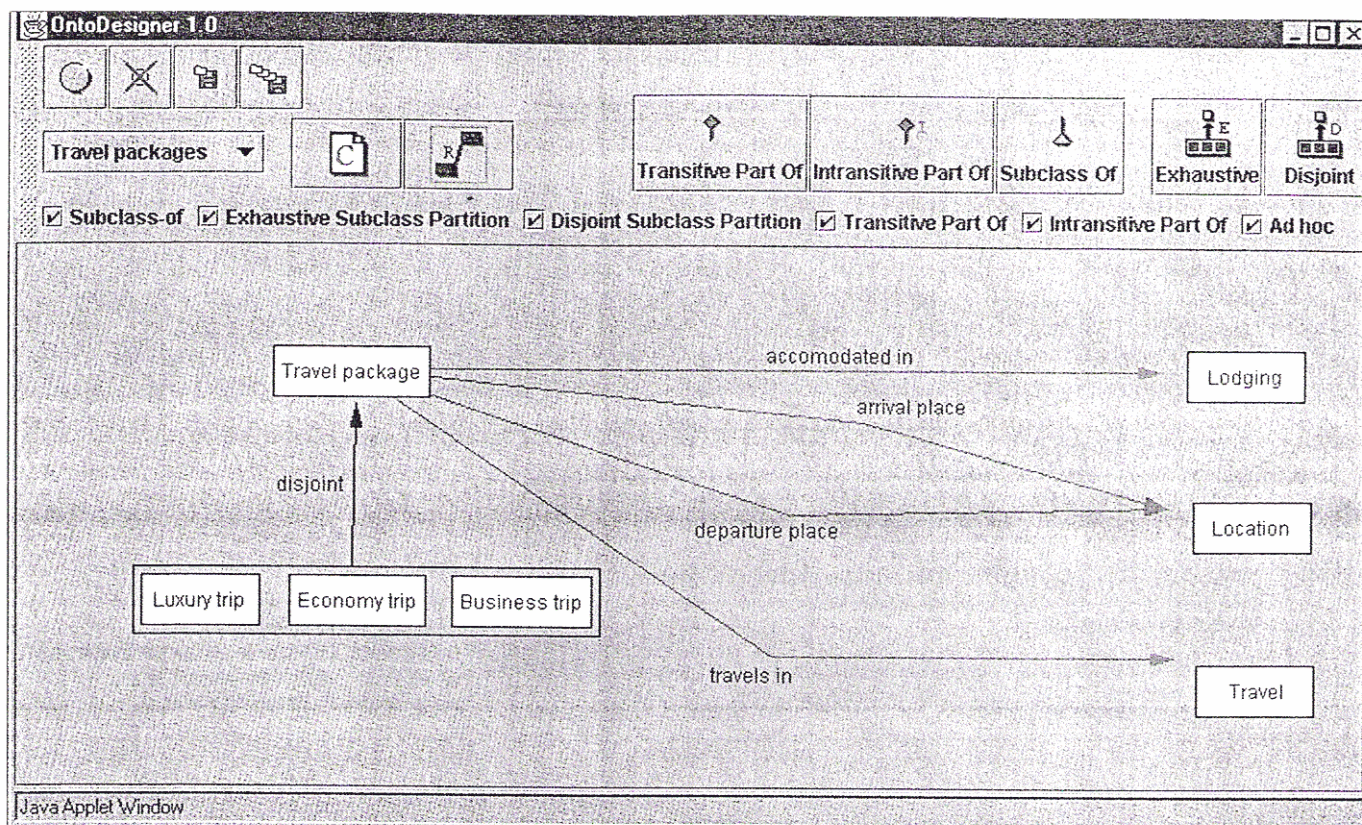 OntoDesigner 1.0
Travel packages
C
R
Transitive Part Of
I
Intransitive Part Of
Subclass Of
E
Exhaustive
D
Disjoint
Subclass-of Exhaustive Subclass Partition Disjoint Subclass Partition Transitive Part Of Intransitive Part Of Ad hoc
Travel package
accomodated in
Lodging
arrival place
disjoint
departure place
Location
Luxury trip Economy trip Business trip
travels in
Travel
Java Applet Window